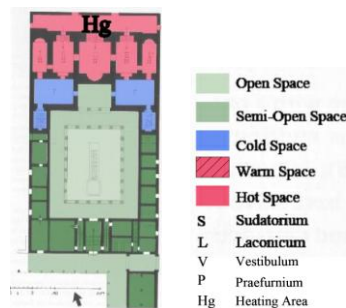 Hg
Open Space
Semi-Open Space
Cold Space
Warm Space
Hot Space
S Sudatorium
L Laconicum
V Vestibulum
P Praefurnium
Hg Heating Area